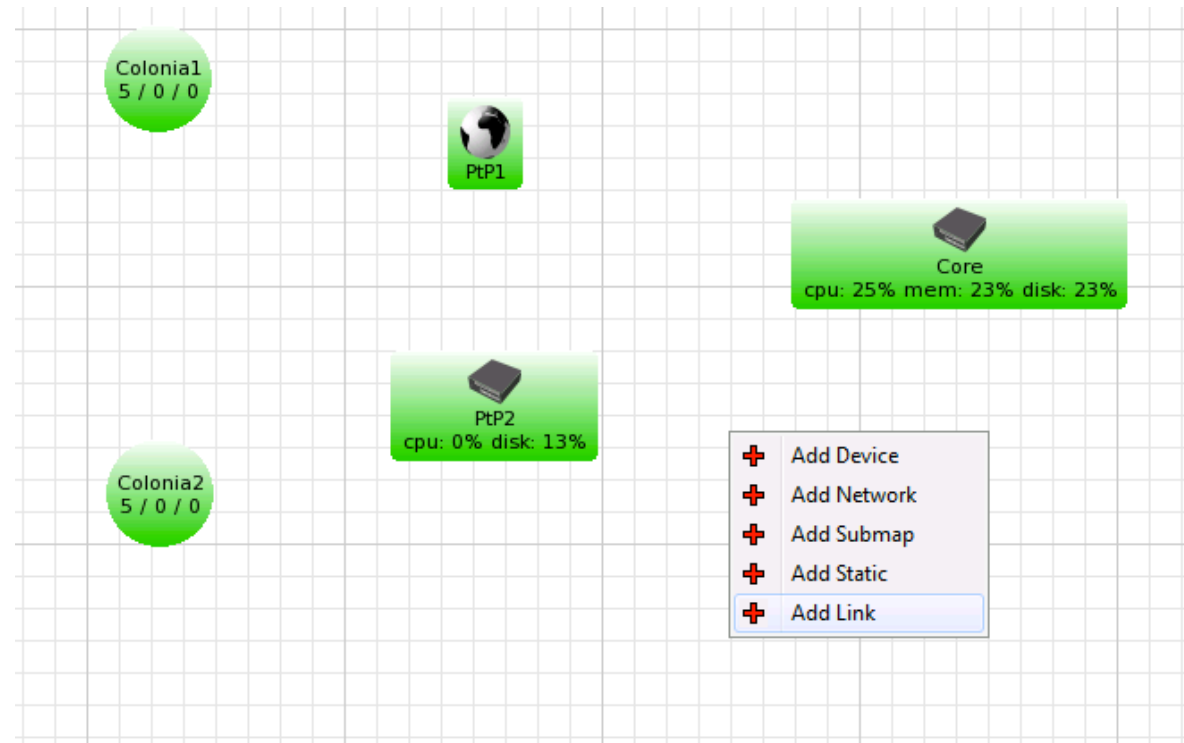 Colonia1
5 / 0 / 0
PtP1
Core
cpu: 25% mem: 23% disk: 23%
PtP2
cpu: 0% disk: 13%
Colonia2
5 / 0 / 0
Add Device
Add Network
Add Submap
Add Static
Add Link